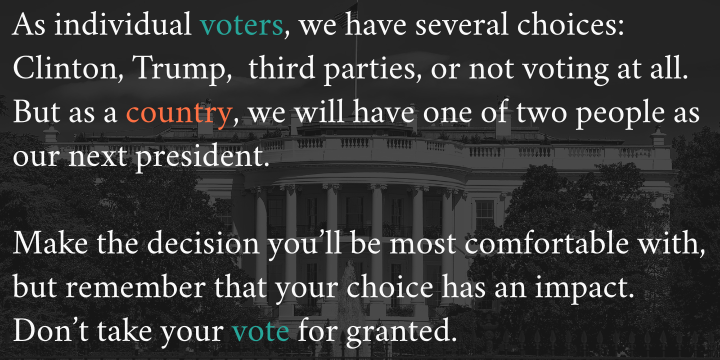 As individual voters, we have several choices:
Clinton, Trump,  third parties, or not voting at all.
But as a country, we will have one of two people as
our next president.
Make the decision you’ll be most comfortable with,
but remember that your choice has an impact.
Don’t take your vote for granted.